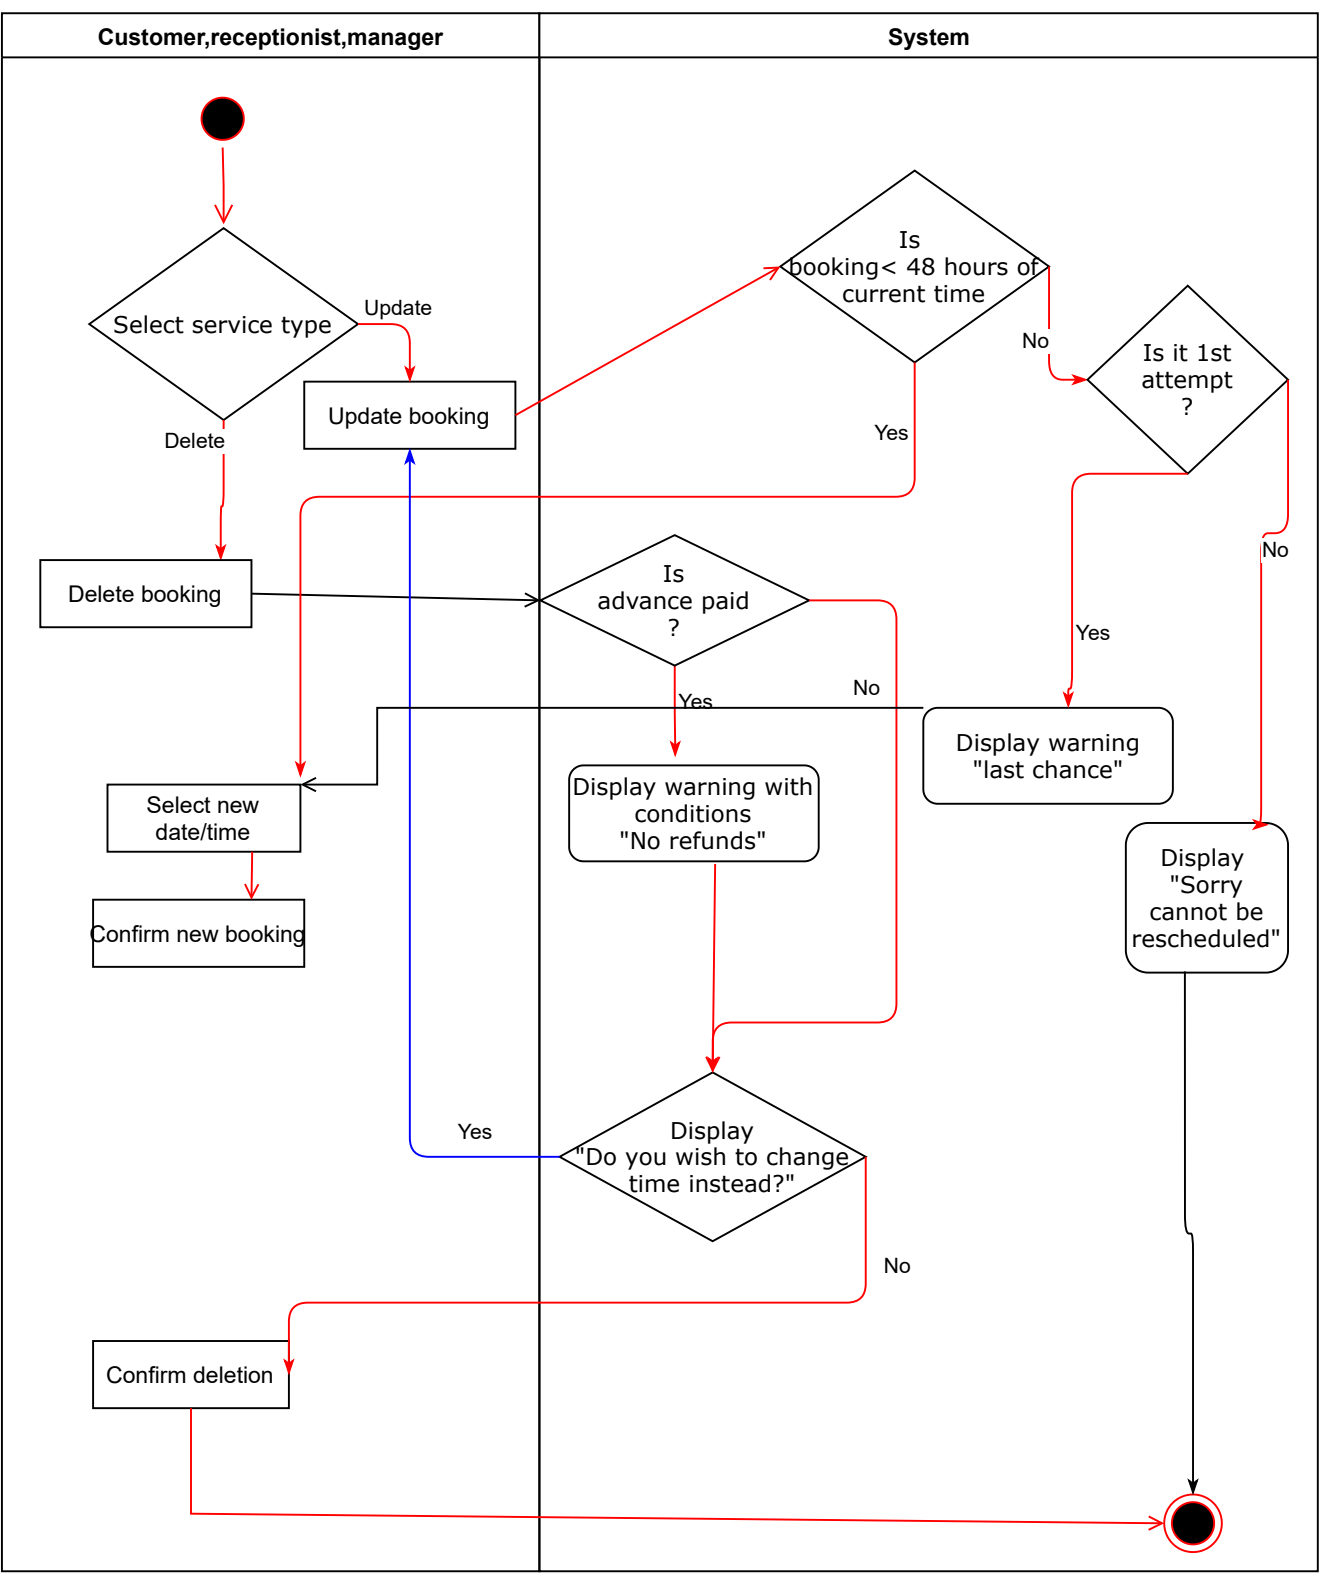 Customer,receptionist,manager
System
Select service type
Update
Update booking
Delete
Delete booking
Is
booking< 48 hours of
current time
No
Yes
Is it 1st
attempt
?
Yes
No
Is
advance paid
?
Yes
No
Display warning
"last chance"
Display warning with
conditions
"No refunds"
Select new
date/time
Confirm new booking
Display
"Sorry
cannot be
rescheduled"
Display
"Do you wish to change
time instead?"
Yes
No
Confirm deletion